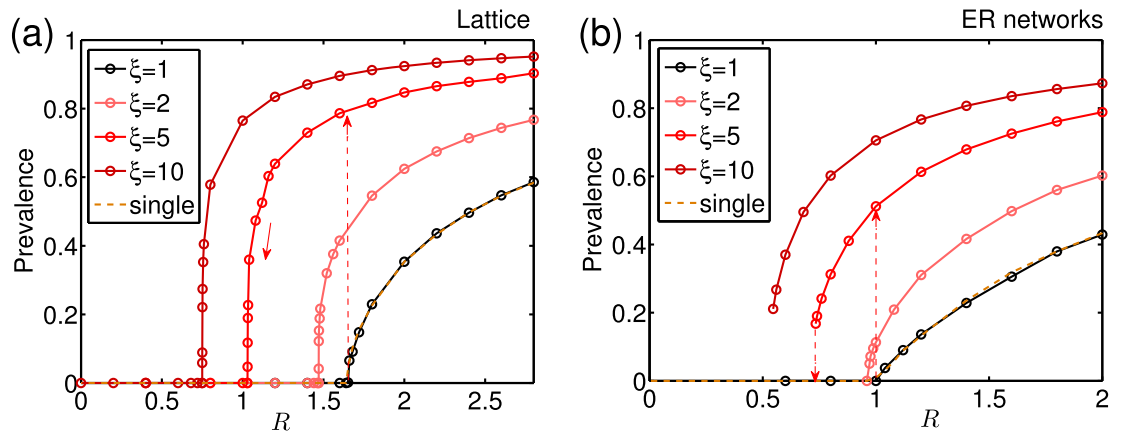 (a)
Lattice
Prevalence
1
0.8
0.6
0.4
0.2
0
ξ=1
ξ=2
ξ=5
ξ=10
single
0 0.5 1 1.5 2 2.5
R
(b)
ER networks
Prevalence
1
0.8
0.6
0.4
0.2
0
ξ=1
ξ=2
ξ=5
ξ=10
single
0 0.5 1 1.5 2
R